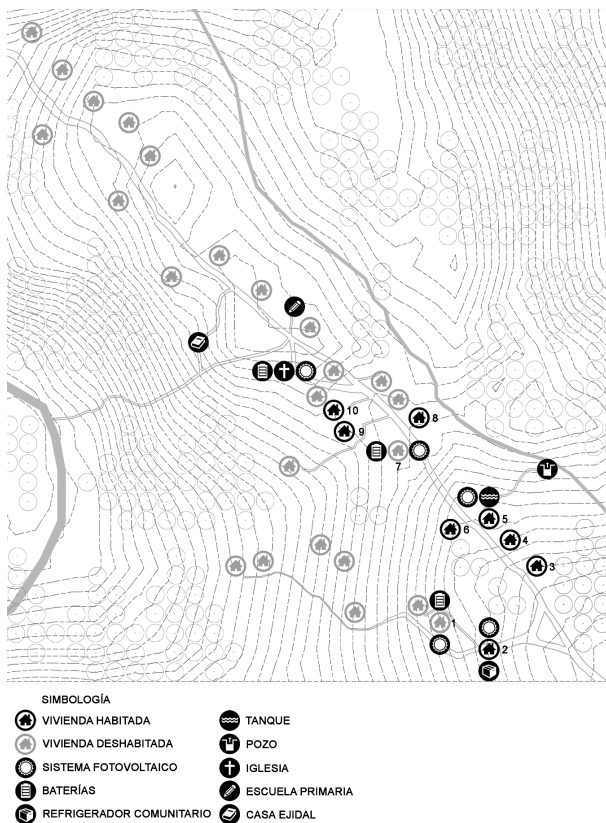 10
8
9
7
5
6
4
3
1
2
SIMBOLOGÍA
VIVIENDA HABITADA
VIVIENDA DESHABITADA
SISTEMA FOTOVOLTAICO
BATERÍAS
REFRIGERADOR COMUNITARIO
TANQUE
POZO
IGLESIA
ESCUELA PRIMARIA
CASA EJIDAL